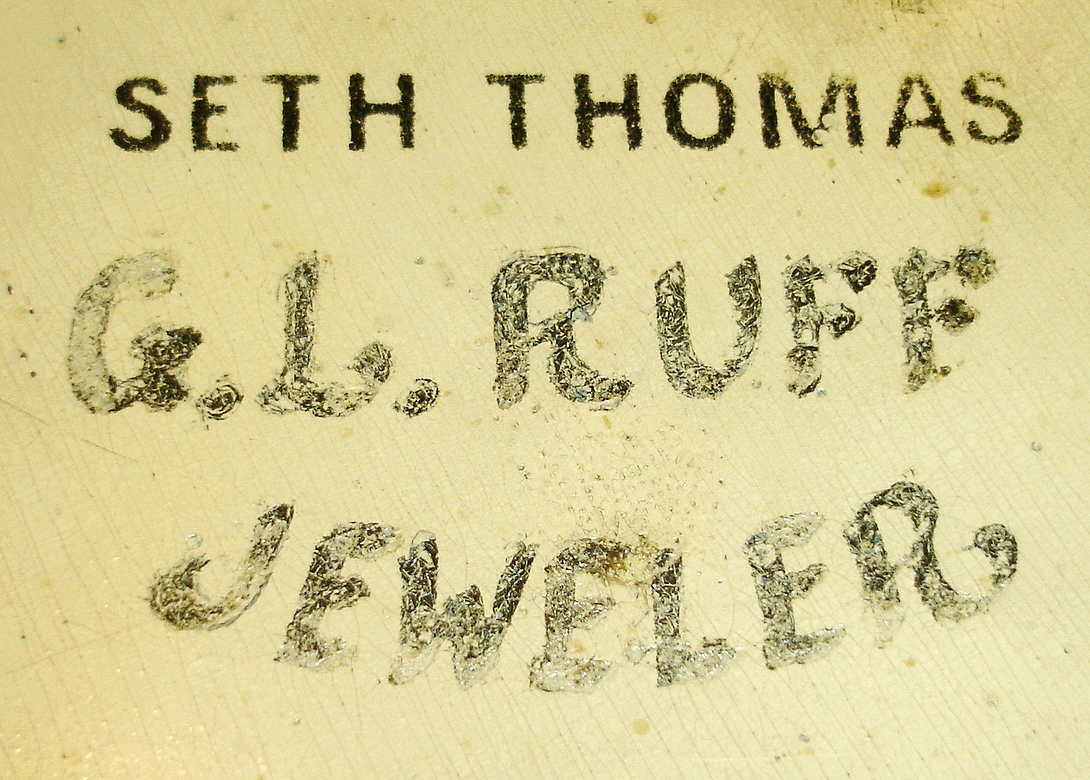 SETH THOMAS
G.L. RUFF
JEWELER